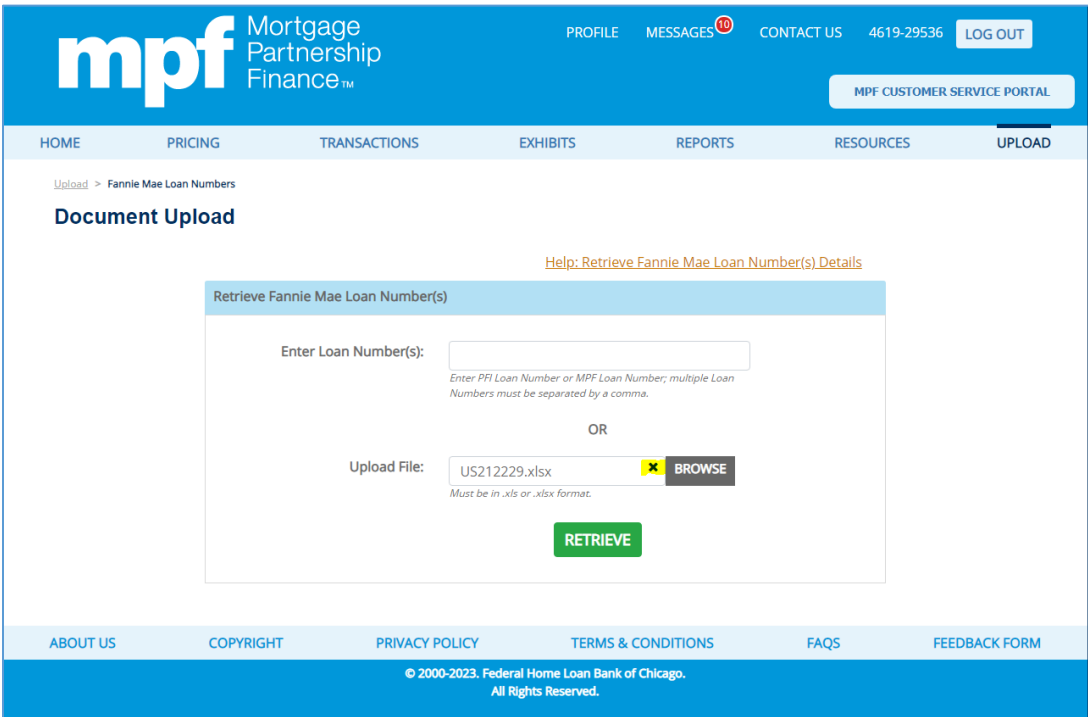 mpf Mortgage
Partnership
Finance™
PROFILE MESSAGES 10 CONTACT US 4619-29536 LOG OUT
MPF CUSTOMER SERVICE PORTAL
HOME PRICING TRANSACTIONS EXHIBITS REPORTS RESOURCES UPLOAD
Upload > Fannie Mae Loan Numbers
Document Upload
Help: Retrieve Fannie Mae Loan Number(s) Details
Retrieve Fannie Mae Loan Number(s)
Enter Loan Number(s):
Enter PFI Loan Number or MPF Loan Number; multiple Loan
Numbers must be separated by a comma.
OR
Upload File: US212229.xlsx × BROWSE
Must be in .xls or .xlsx format.
RETRIEVE
ABOUT US COPYRIGHT PRIVACY POLICY TERMS & CONDITIONS FAQS FEEDBACK FORM
© 2000-2023. Federal Home Loan Bank of Chicago.
All Rights Reserved.